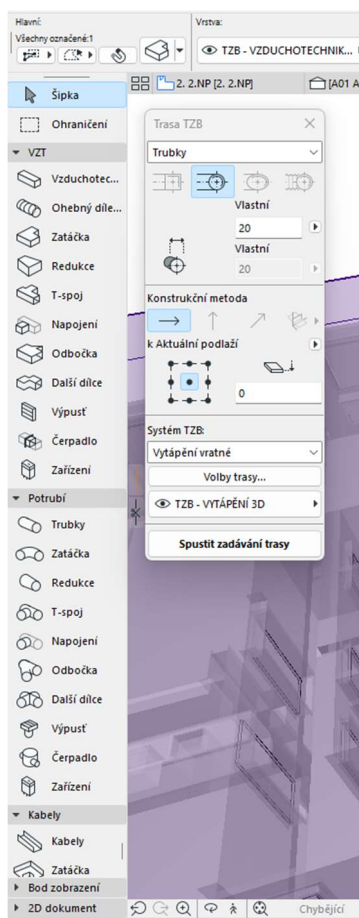 Hlavní:
Vrstva:
Všechny označené:1
TZB - VZDUCHOTECHNIK...
2. 2.NP [2. 2.NP]
[A01 A
Šipka
Ohraničení
VZT
Vzduchotec...
Ohebný díle...
Zatáčka
Redukce
T-spoj
Napojení
Odbočka
Další dílce
Výpusť
Čerpadlo
Zařízení
Potrubí
Trubky
Zatáčka
Redukce
T-spoj
Napojení
Odbočka
Další dílce
Výpusť
Čerpadlo
Zařízení
Kabely
Kabely
Zatáčka
Bod zobrazení
2D dokument
Trasa TZB
Trubky
Vlastní
20
Vlastní
20
Konstrukční metoda
k Aktuální podlaží
0
Systém TZB:
Vytápění vratné
Volby trasy...
TZB - VYTÁPĚNÍ 3D
Spustit zadávání trasy
Chybějící